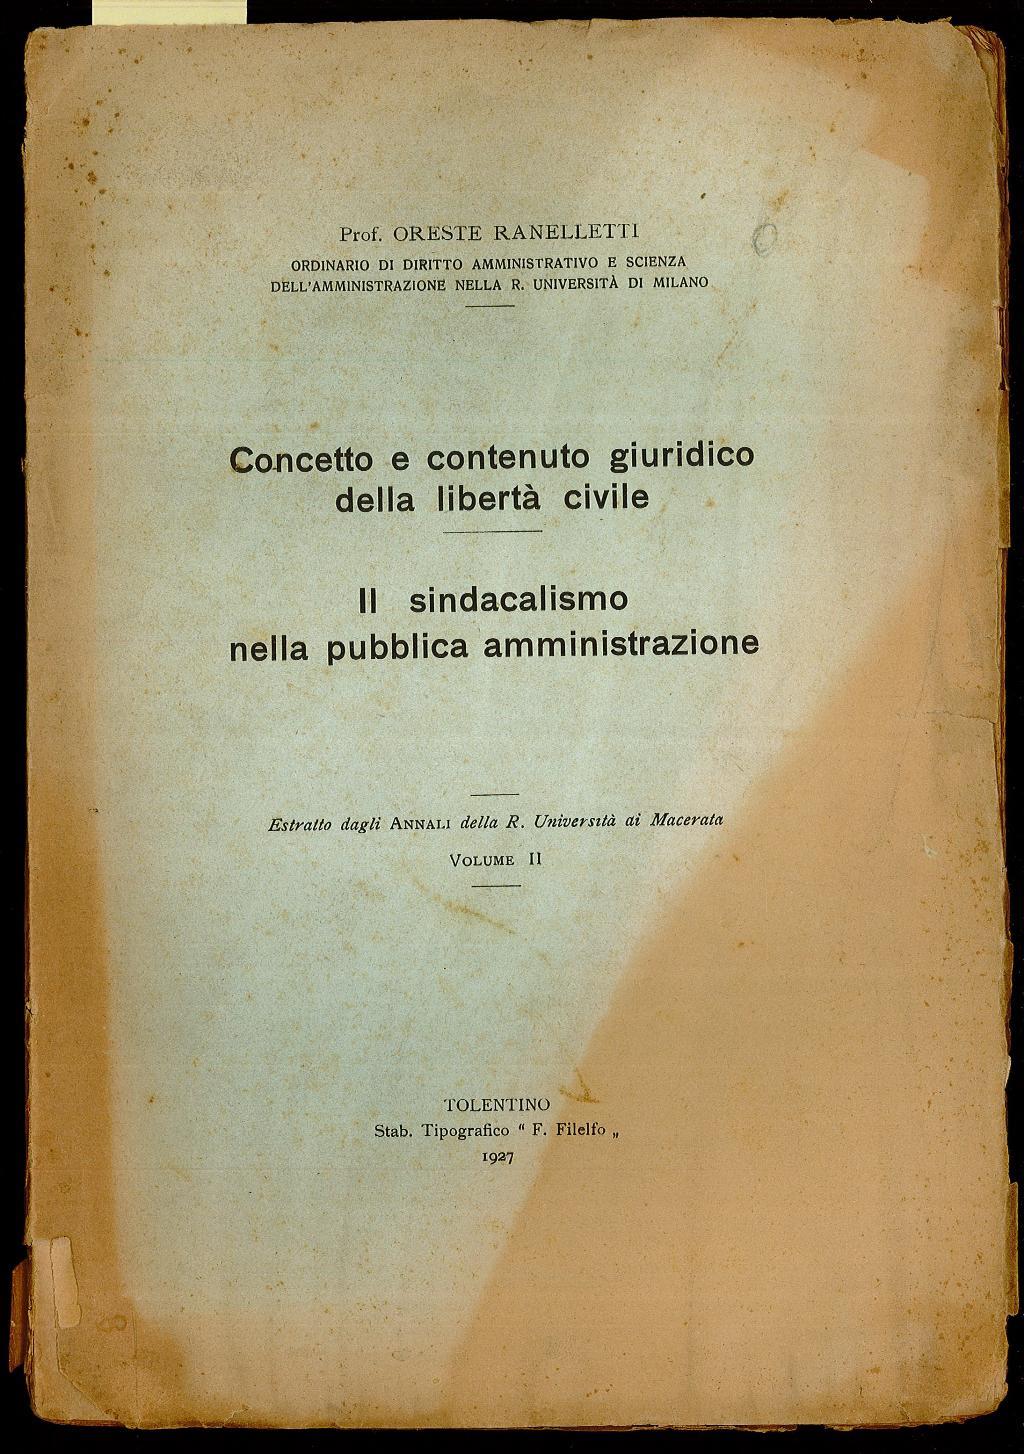 Prof. ORESTE RANELLETTI
ORDINARIO DI DIRITTO AMMINISTRATIVO E SCIENZA
DELL'AMMINISTRAZIONE NELLA R. UNIVERSITÀ DI MILANO
Concetto e contenuto giuridico
della libertà civile
Il sindacalismo
nella pubblica amministrazione
Estratto dagli ANNALI della R. Università di Macerata
VOLUME II
TOLENTINO
Stab. Tipografico " F. Filelfo „
1927